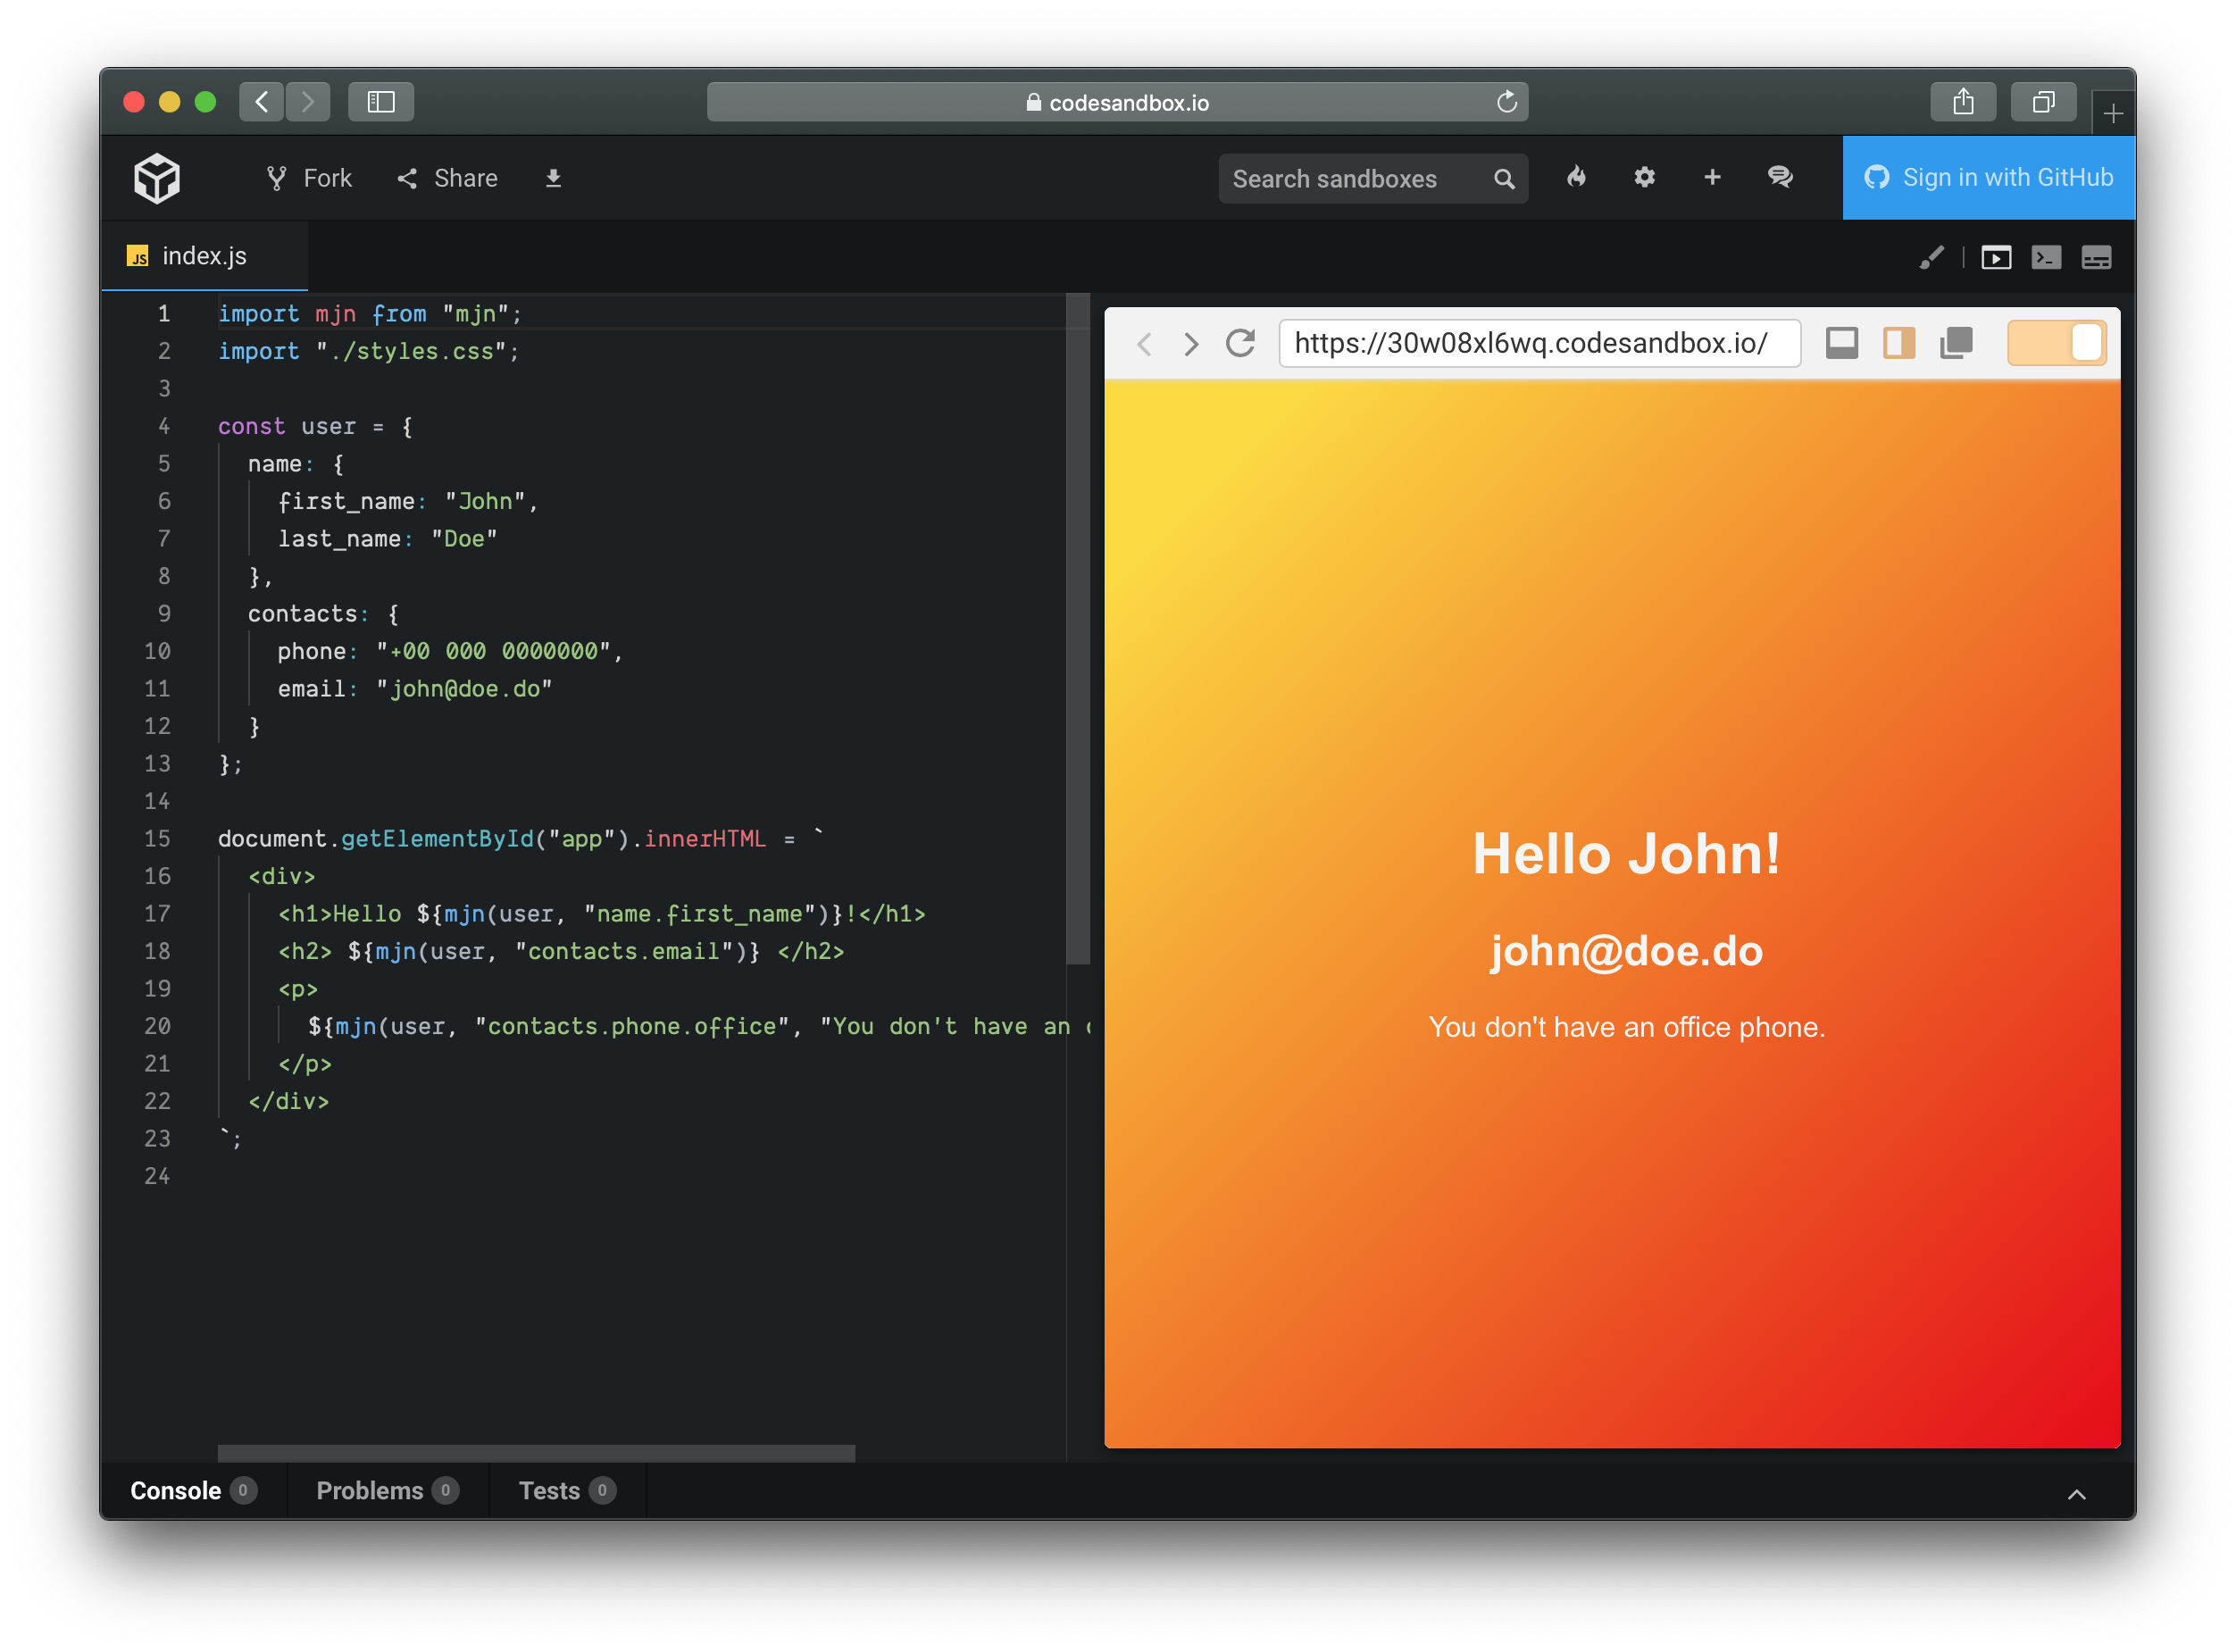 codesandbox.io
Fork Share Search sandboxes Sign in with GitHub
JS index.js
1 import mjn from "mjn";
2 import "./styles.css";
3
4 const user = {
5 name: {
6 first_name: "John",
7 last_name: "Doe"
8 },
9 contacts: {
10 phone: "+00 000 0000000",
11 email: "john@doe.do"
12 }
13 };
14
15 document.getElementById("app").innerHTML = `
16 <div>
17 <h1>Hello ${mjn(user, "name.first_name")}!</h1>
18 <h2> ${mjn(user, "contacts.email")} </h2>
19 <p>
20 ${mjn(user, "contacts.phone.office", "You don't have an
21 </p>
22 </div>
23 `;
24
https://30w08xl6wq.codesandbox.io/
Hello John!
john@doe.do
You don't have an office phone.
Console 0 Problems 0 Tests 0